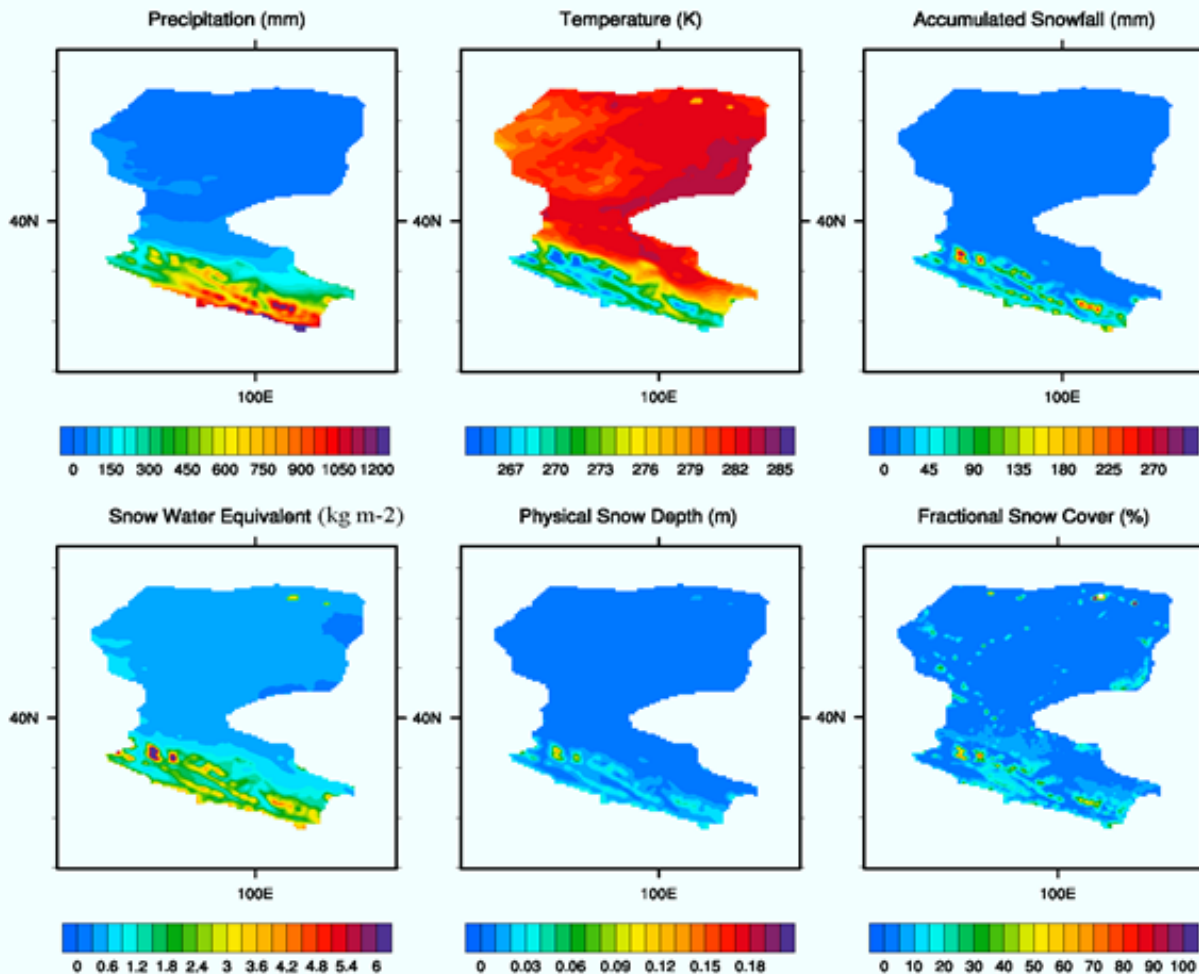 Precipitation (mm)
Temperature (K)
Accumulated Snowfall (mm)
40N
40N
40N
100E
100E
100E
0 150 300 450 600 750 900 1050 1200
267 270 273 276 279 282 285
0 45 90 135 180 225 270
Snow Water Equivalent (kg m-2)
Physical Snow Depth (m)
Fractional Snow Cover (%)
40N
40N
40N
100E
100E
100E
0 0.6 1.2 1.8 2.4 3 3.6 4.2 4.8 5.4 6
0 0.03 0.06 0.09 0.12 0.15 0.18
0 10 20 30 40 50 60 70 80 90 100